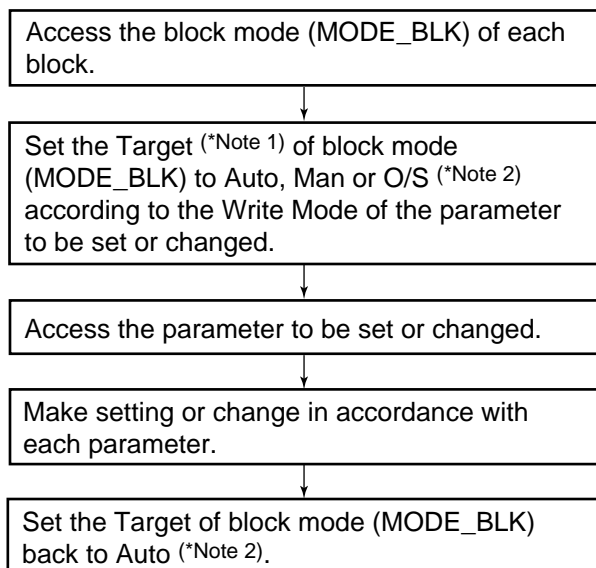 Access the block mode (MODE_BLK) of each
block.
Set the Target (*Note 1) of block mode
(MODE_BLK) to Auto, Man or O/S (*Note 2)
according to the Write Mode of the parameter
to be set or changed.
Access the parameter to be set or changed.
Make setting or change in accordance with
each parameter.
Set the Target of block mode (MODE_BLK)
back to Auto (*Note 2).